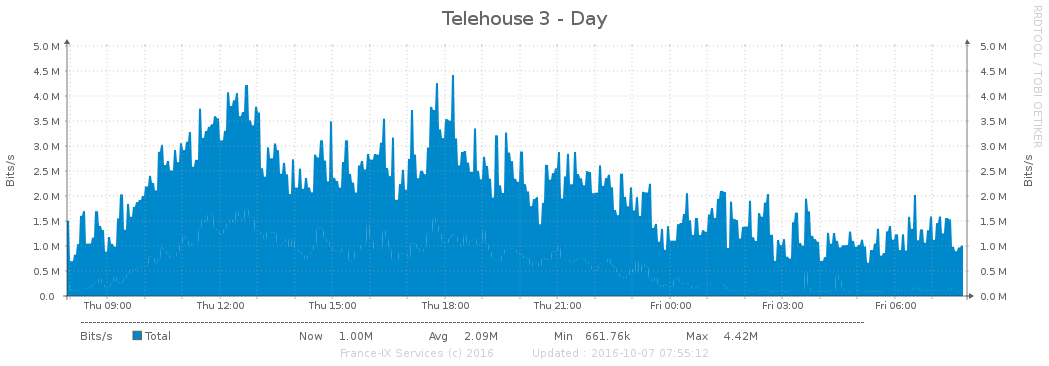 Telehouse 3 - Day
RRDTOOL / TOBI OETIKER
Bits/s
5.0 M 5.0 M
4.5 M 4.5 M
4.0 M 4.0 M
3.5 M 3.5 M
3.0 M 3.0 M
2.5 M 2.5 M
2.0 M 2.0 M
1.5 M 1.5 M
1.0 M 1.0 M
0.5 M 0.5 M
0.0 0.0 M
Bits/s
Thu 09:00 Thu 12:00 Thu 15:00 Thu 18:00 Thu 21:00 Fri 00:00 Fri 03:00 Fri 06:00
Bits/s Total Now 1.00M Avg 2.09M Min 661.76k Max 4.42M
France-IX Services (c) 2016 Updated : 2016-10-07 07:55:12